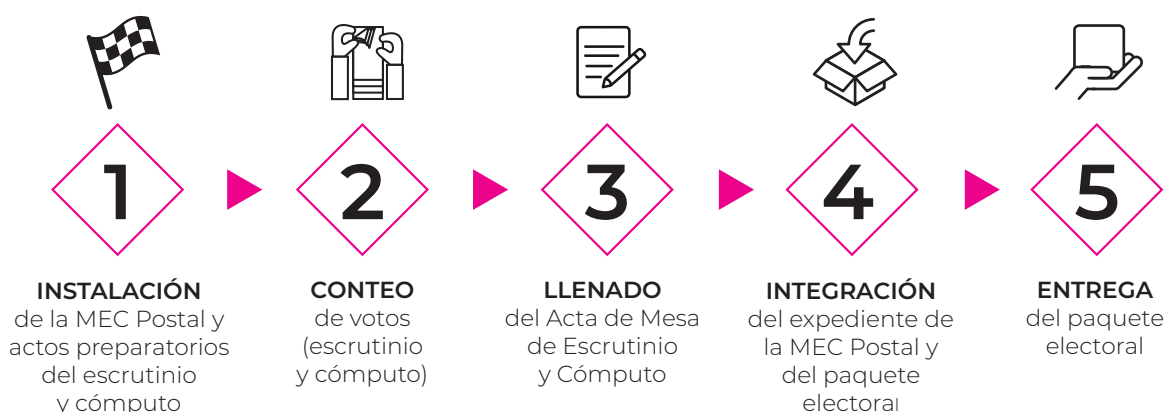 1
INSTALACIÓN
de la MEC Postal y
actos preparatorios
del escrutinio
y cómputo
2
CONTEO
de votos
(escrutinio
y cómputo)
3
LLENADO
del Acta de Mesa
de Escrutinio
y Cómputo
4
INTEGRACIÓN
del expediente de
la MEC Postal y
del paquete
electoral
5
ENTREGA
del paquete
electoral